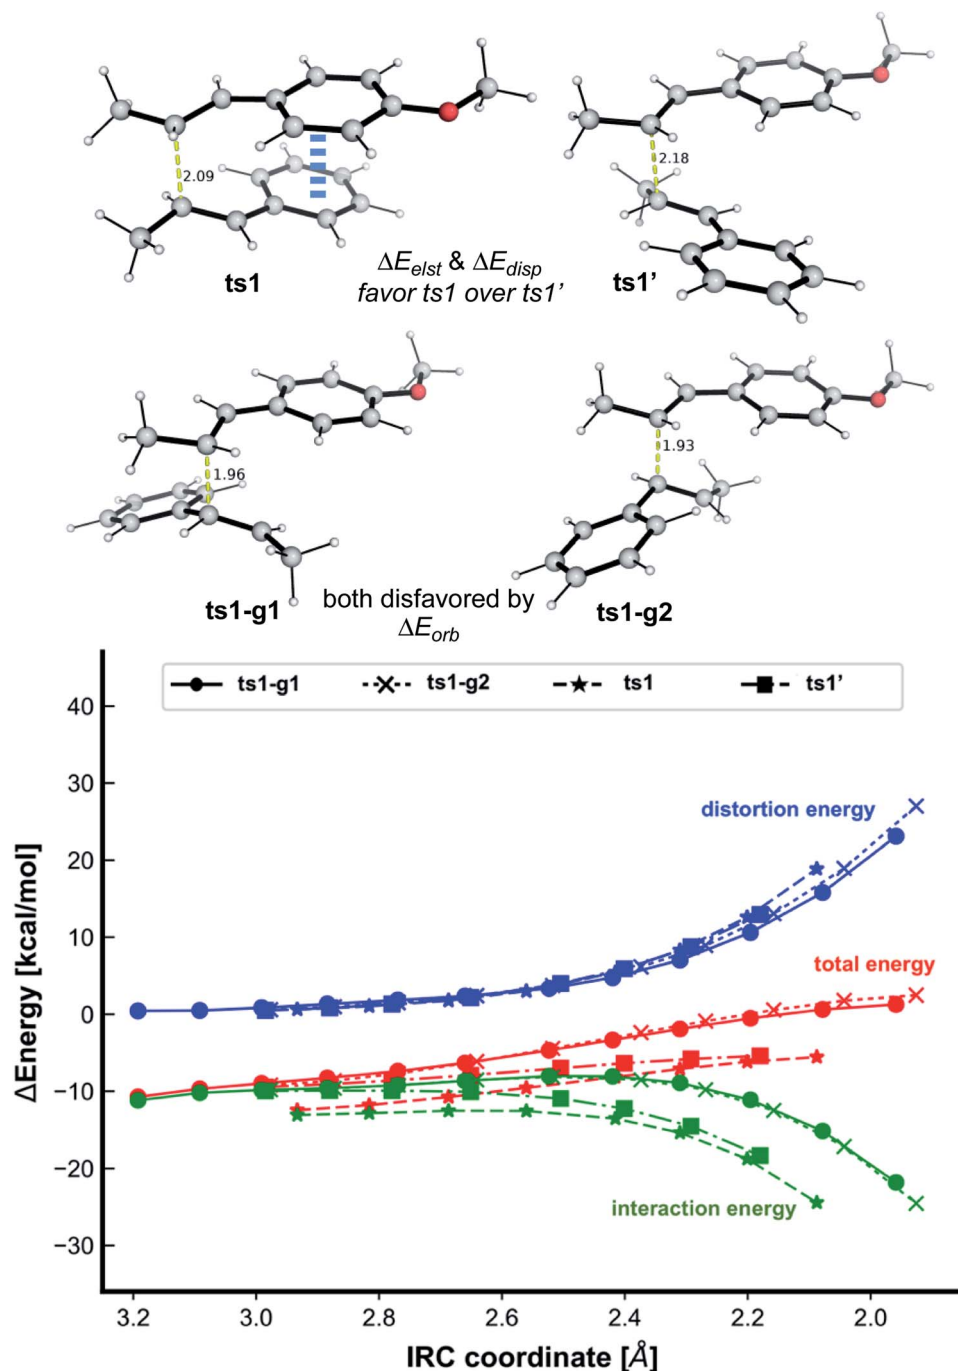 2.09
2.18
ts1
ΔE_elst & ΔE_disp
favor ts1 over ts1’
ts1’
1.96
1.93
ts1-g1
both disfavored by
ΔE_orb
ts1-g2
ts1-g1 ts1-g2 ts1 ts1’
40
30
20
10
0
−10
−20
−30
ΔEnergy [kcal/mol]
distortion energy
total energy
interaction energy
3.2 3.0 2.8 2.6 2.4 2.2 2.0
IRC coordinate [Å]